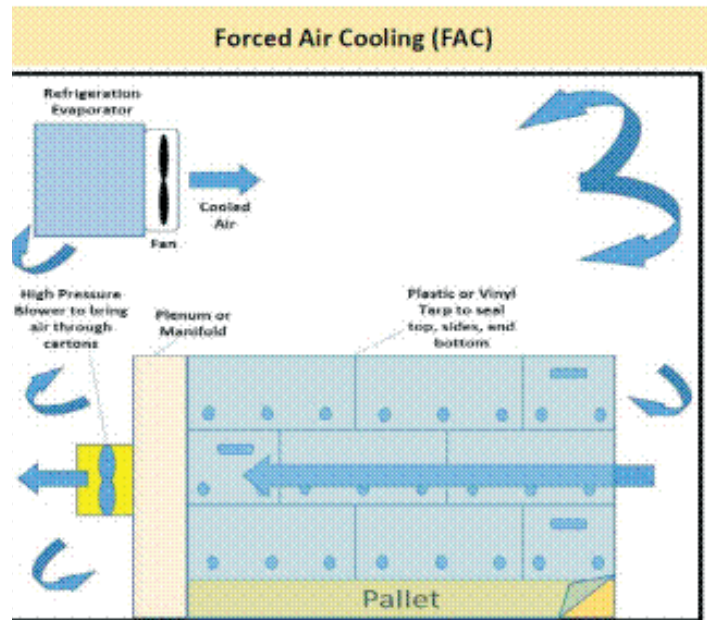 Forced Air Cooling (FAC)
Refrigeration
Evaporator
Cooled
Air
Fan
High Pressure
Blower to bring
air through
cartons
Plenum or
Manifold
Plastic or Vinyl
Tarp to seal
top, sides, and
bottom
Pallet